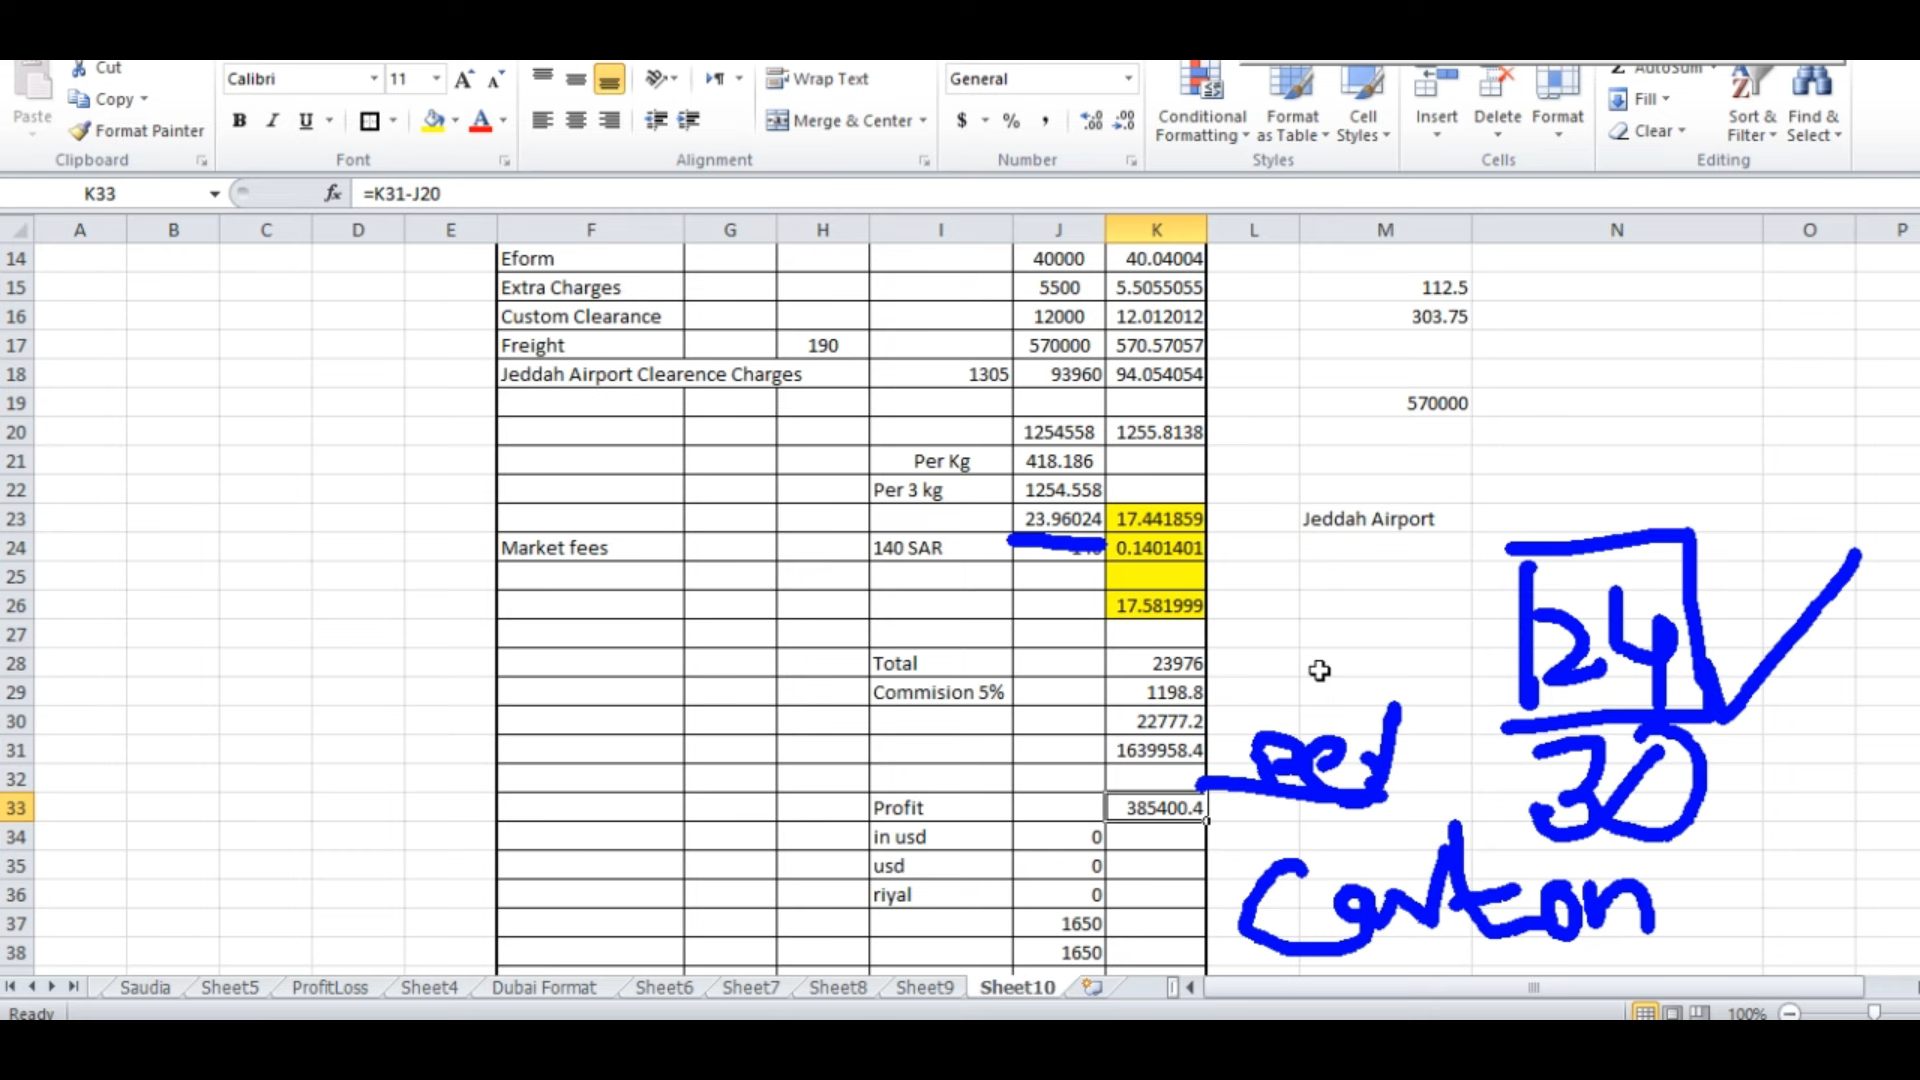 Cut
Copy
Format Painter
Paste
Clipboard
Calibri 11 A A
B I U A
Font
Wrap Text
Merge & Center
Alignment
General
$ % ,
Number
Conditional Formatting
Format as Table
Cell Styles
Styles
Insert Delete Format
Cells
Σ AutoSum
Fill
Clear
Sort & Filter
Find & Select
Editing
K33 fx =K31-J20
A B C D E F G H I J K L M N O P
14 Eform 40000 40.04004
15 Extra Charges 5500 5.5055055 112.5
16 Custom Clearance 12000 12.012012 303.75
17 Freight 190 570000 570.57057
18 Jeddah Airport Clearence Charges 1305 93960 94.054054
19 570000
20 1254558 1255.8138
21 Per Kg 418.186
22 Per 3 kg 1254.558
23 23.96024 17.441859 Jeddah Airport
24 Market fees 140 SAR 0.1401401
25
26 17.581999
27
28 Total 23976
29 Commision 5% 1198.8
30 22777.2
31 1639958.4
32
33 Profit 385400.4
34 in usd 0
35 usd 0
36 riyal 0
37 1650
38 1650
24
30
Carton
Saudia Sheet5 ProfitLoss Sheet4 Dubai Format Sheet6 Sheet7 Sheet8 Sheet9 Sheet10
Ready 100%